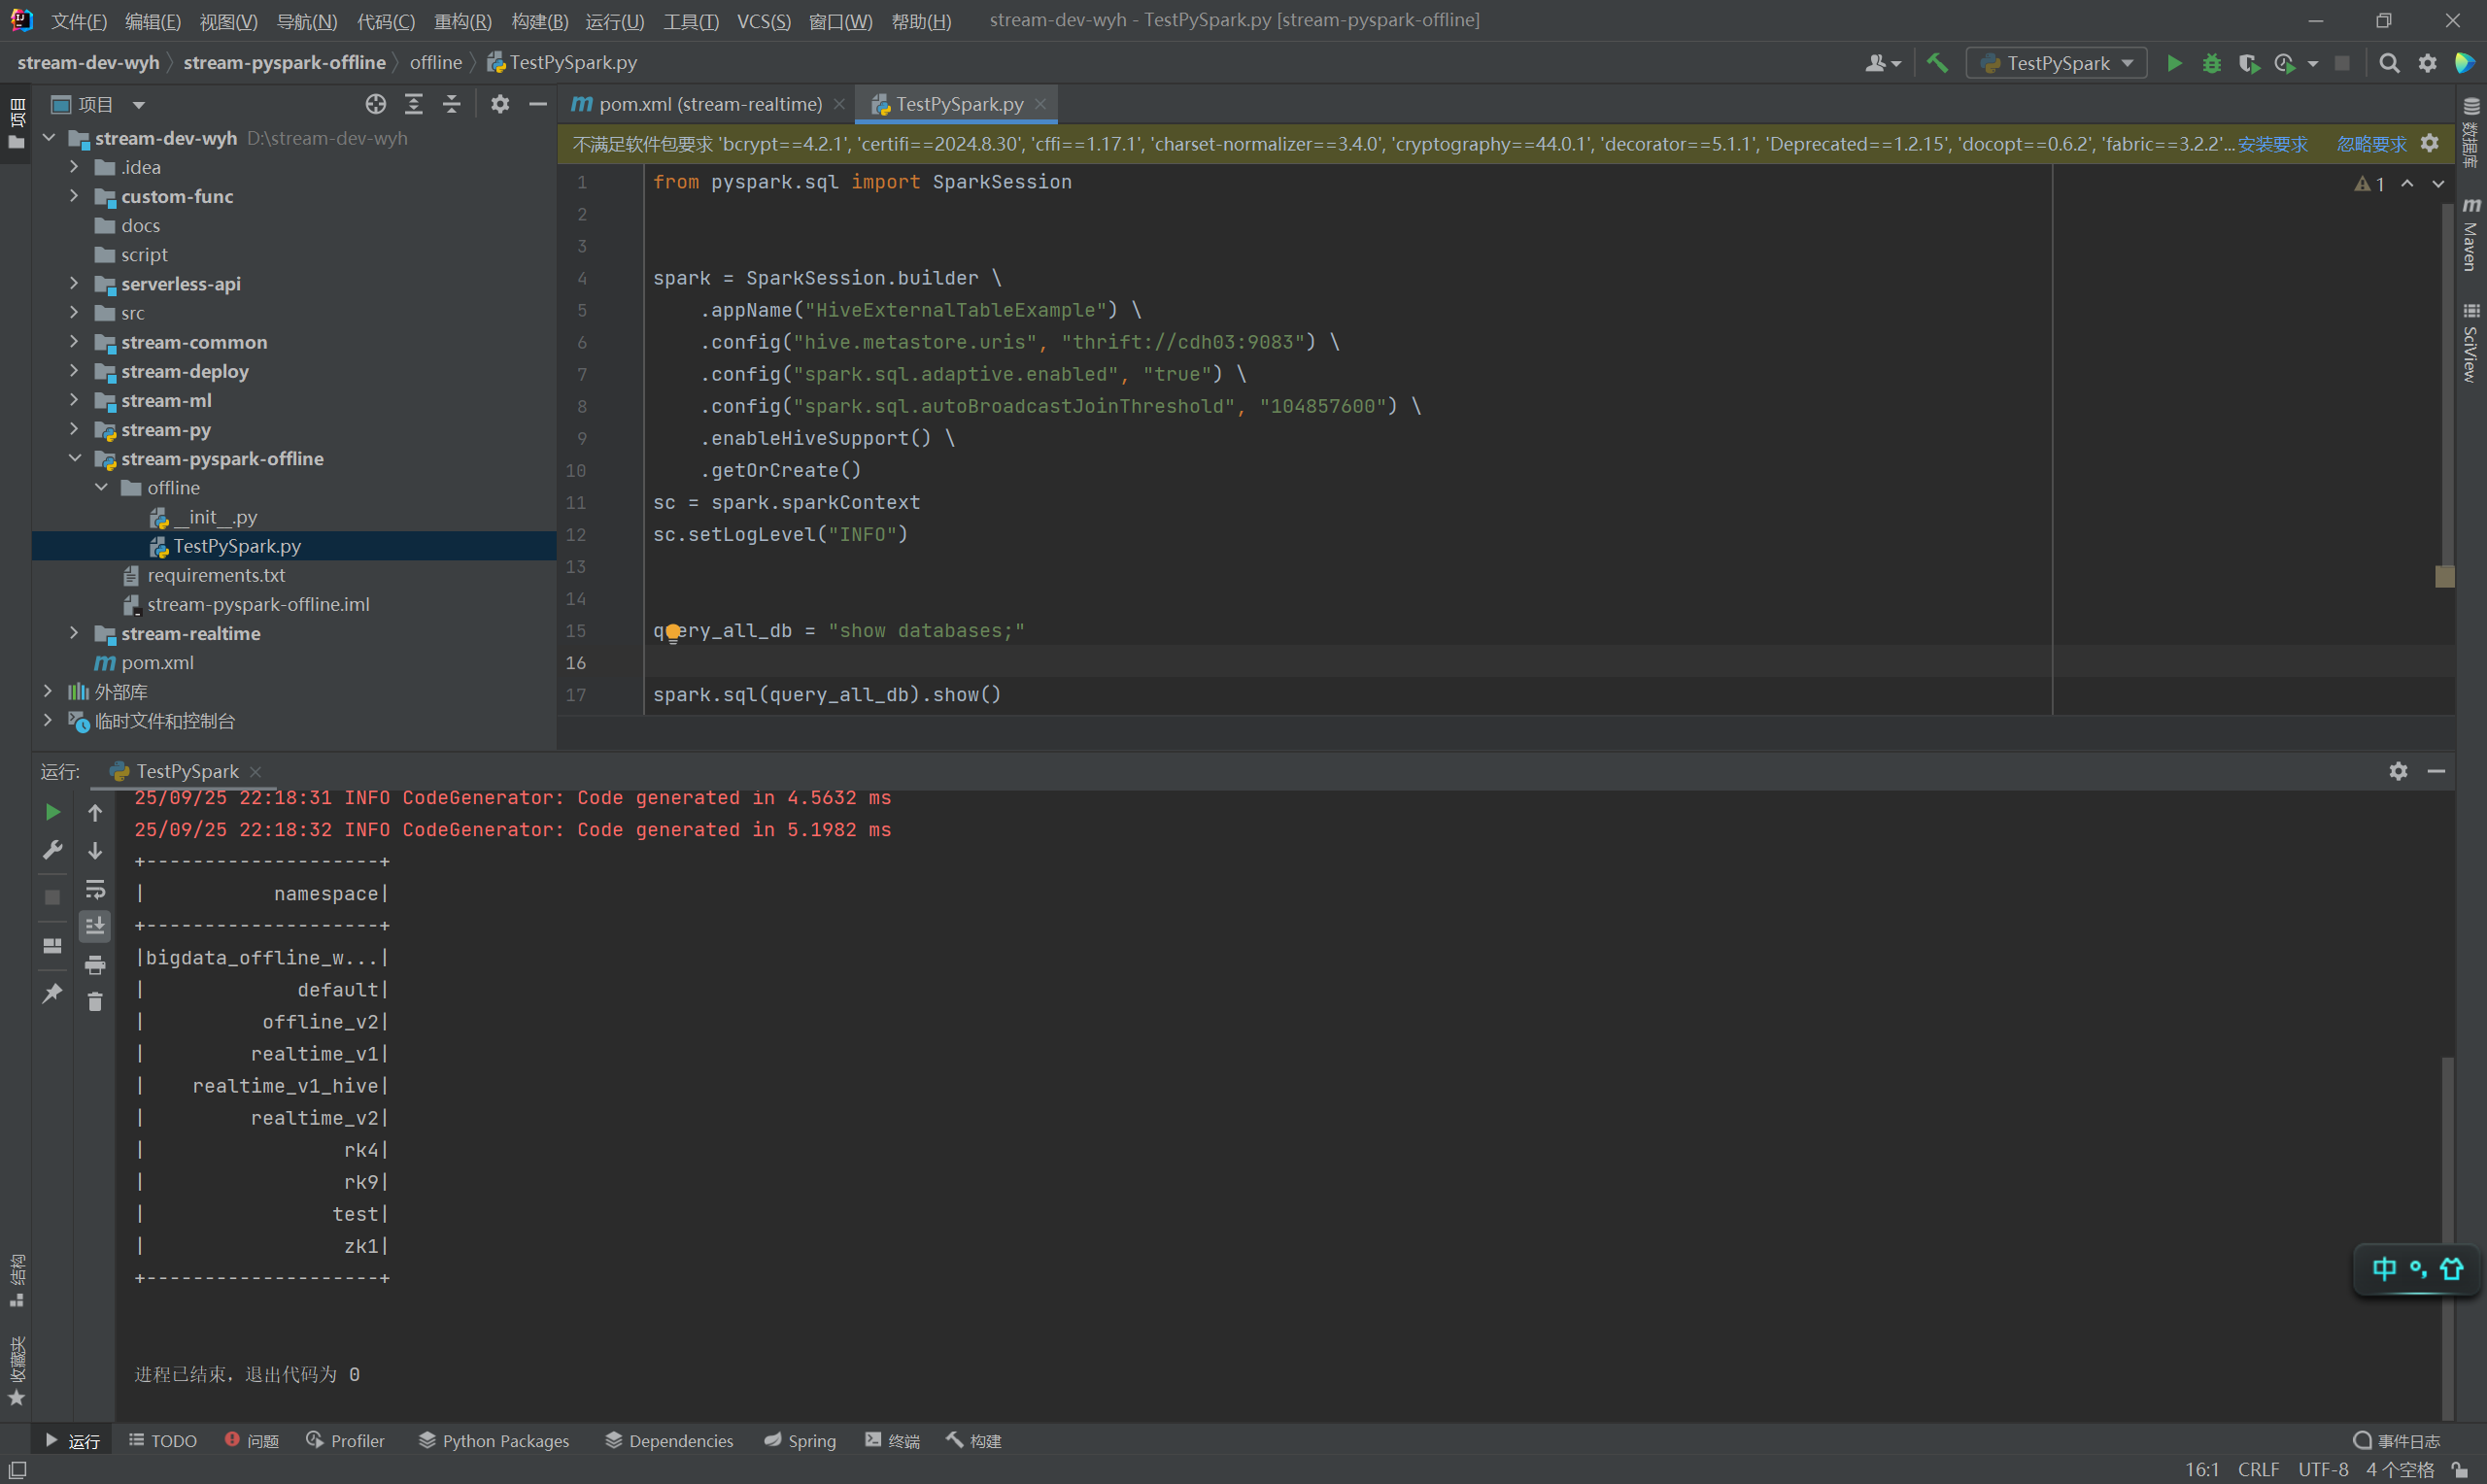 文件(F) 编辑(E) 视图(V) 导航(N) 代码(C) 重构(R) 构建(B) 运行(U) 工具(T) VCS(S) 窗口(W) 帮助(H) stream-dev-wyh - TestPySpark.py [stream-pyspark-offline]
stream-dev-wyh stream-pyspark-offline offline TestPySpark.py TestPySpark
项目
项目
pom.xml (stream-realtime) TestPySpark.py
不满足软件包要求 'bcrypt==4.2.1', 'certifi==2024.8.30', 'cffi==1.17.1', 'charset-normalizer==3.4.0', 'cryptography==44.0.1', 'decorator==5.1.1', 'Deprecated==1.2.15', 'docopt==0.6.2', 'fabric==3.2.2'... 安装要求 忽略要求
stream-dev-wyh D:\stream-dev-wyh
.idea
custom-func
docs
script
serverless-api
src
stream-common
stream-deploy
stream-ml
stream-py
stream-pyspark-offline
offline
__init__.py
TestPySpark.py
requirements.txt
stream-pyspark-offline.iml
stream-realtime
pom.xml
外部库
临时文件和控制台
1 from pyspark.sql import SparkSession
2
3
4 spark = SparkSession.builder \
5 .appName("HiveExternalTableExample") \
6 .config("hive.metastore.uris", "thrift://cdh03:9083") \
7 .config("spark.sql.adaptive.enabled", "true") \
8 .config("spark.sql.autoBroadcastJoinThreshold", "104857600") \
9 .enableHiveSupport() \
10 .getOrCreate()
11 sc = spark.sparkContext
12 sc.setLogLevel("INFO")
13
14
15 query_all_db = "show databases;"
16
17 spark.sql(query_all_db).show()
1
数据库
Maven
SciView
运行: TestPySpark
25/09/25 22:18:31 INFO CodeGenerator: Code generated in 4.5632 ms
25/09/25 22:18:32 INFO CodeGenerator: Code generated in 5.1982 ms
+--------------------+
|           namespace|
+--------------------+
|bigdata_offline_w...|
|             default|
|          offline_v2|
|         realtime_v1|
|    realtime_v1_hive|
|         realtime_v2|
|                 rk4|
|                 rk9|
|                test|
|                 zk1|
+--------------------+
进程已结束，退出代码为 0
结构
收藏夹
中 °,
运行 TODO 问题 Profiler Python Packages Dependencies Spring 终端 构建 事件日志
16:1 CRLF UTF-8 4 个空格